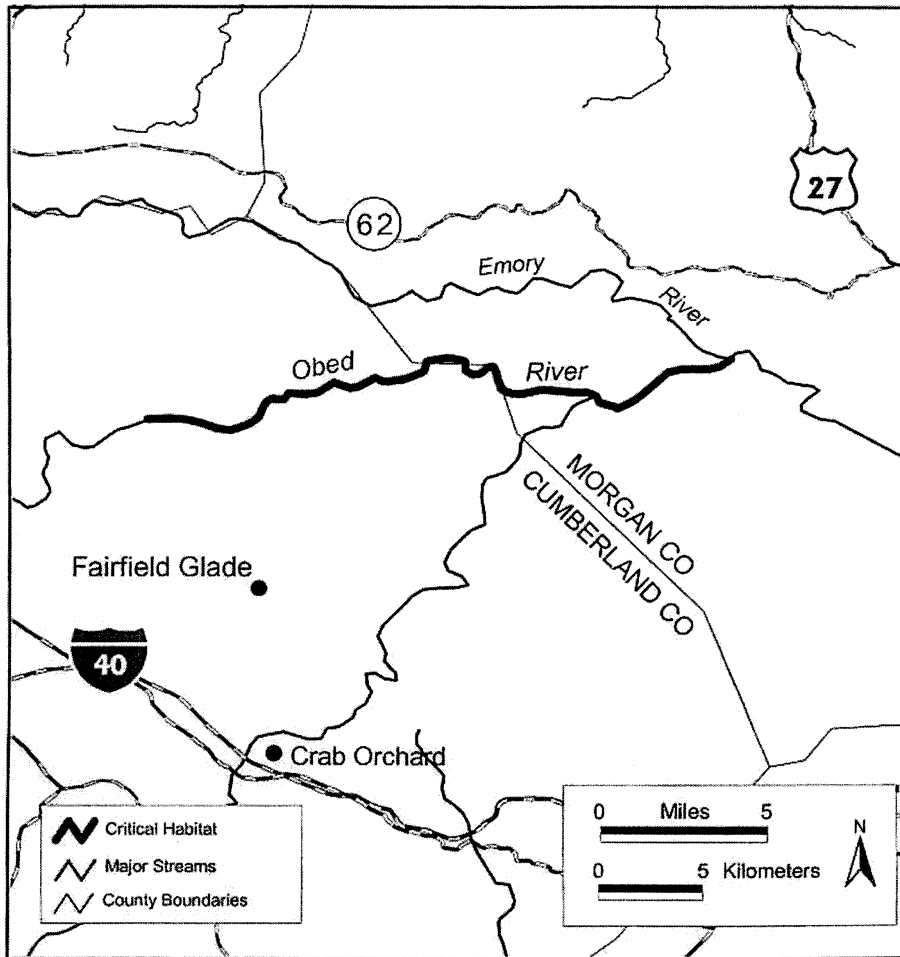 27
62
Emory
River
Obed
River
MORGAN CO
CUMBERLAND CO
Fairfield Glade
40
Crab Orchard
Critical Habitat
Major Streams
County Boundaries
0 Miles 5
0 5 Kilometers
N